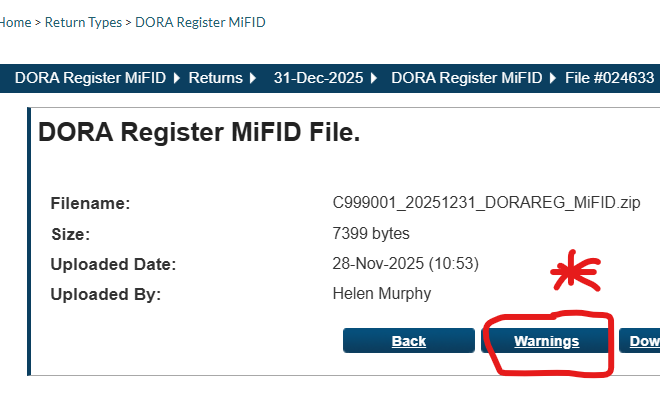 Home > Return Types > DORA Register MiFID
DORA Register MiFID Returns 31-Dec-2025 DORA Register MiFID File #024633
DORA Register MiFID File.
Filename: C999001_20251231_DORAREG_MiFID.zip
Size: 7399 bytes
Uploaded Date: 28-Nov-2025 (10:53)
Uploaded By: Helen Murphy
Back Warnings Dow